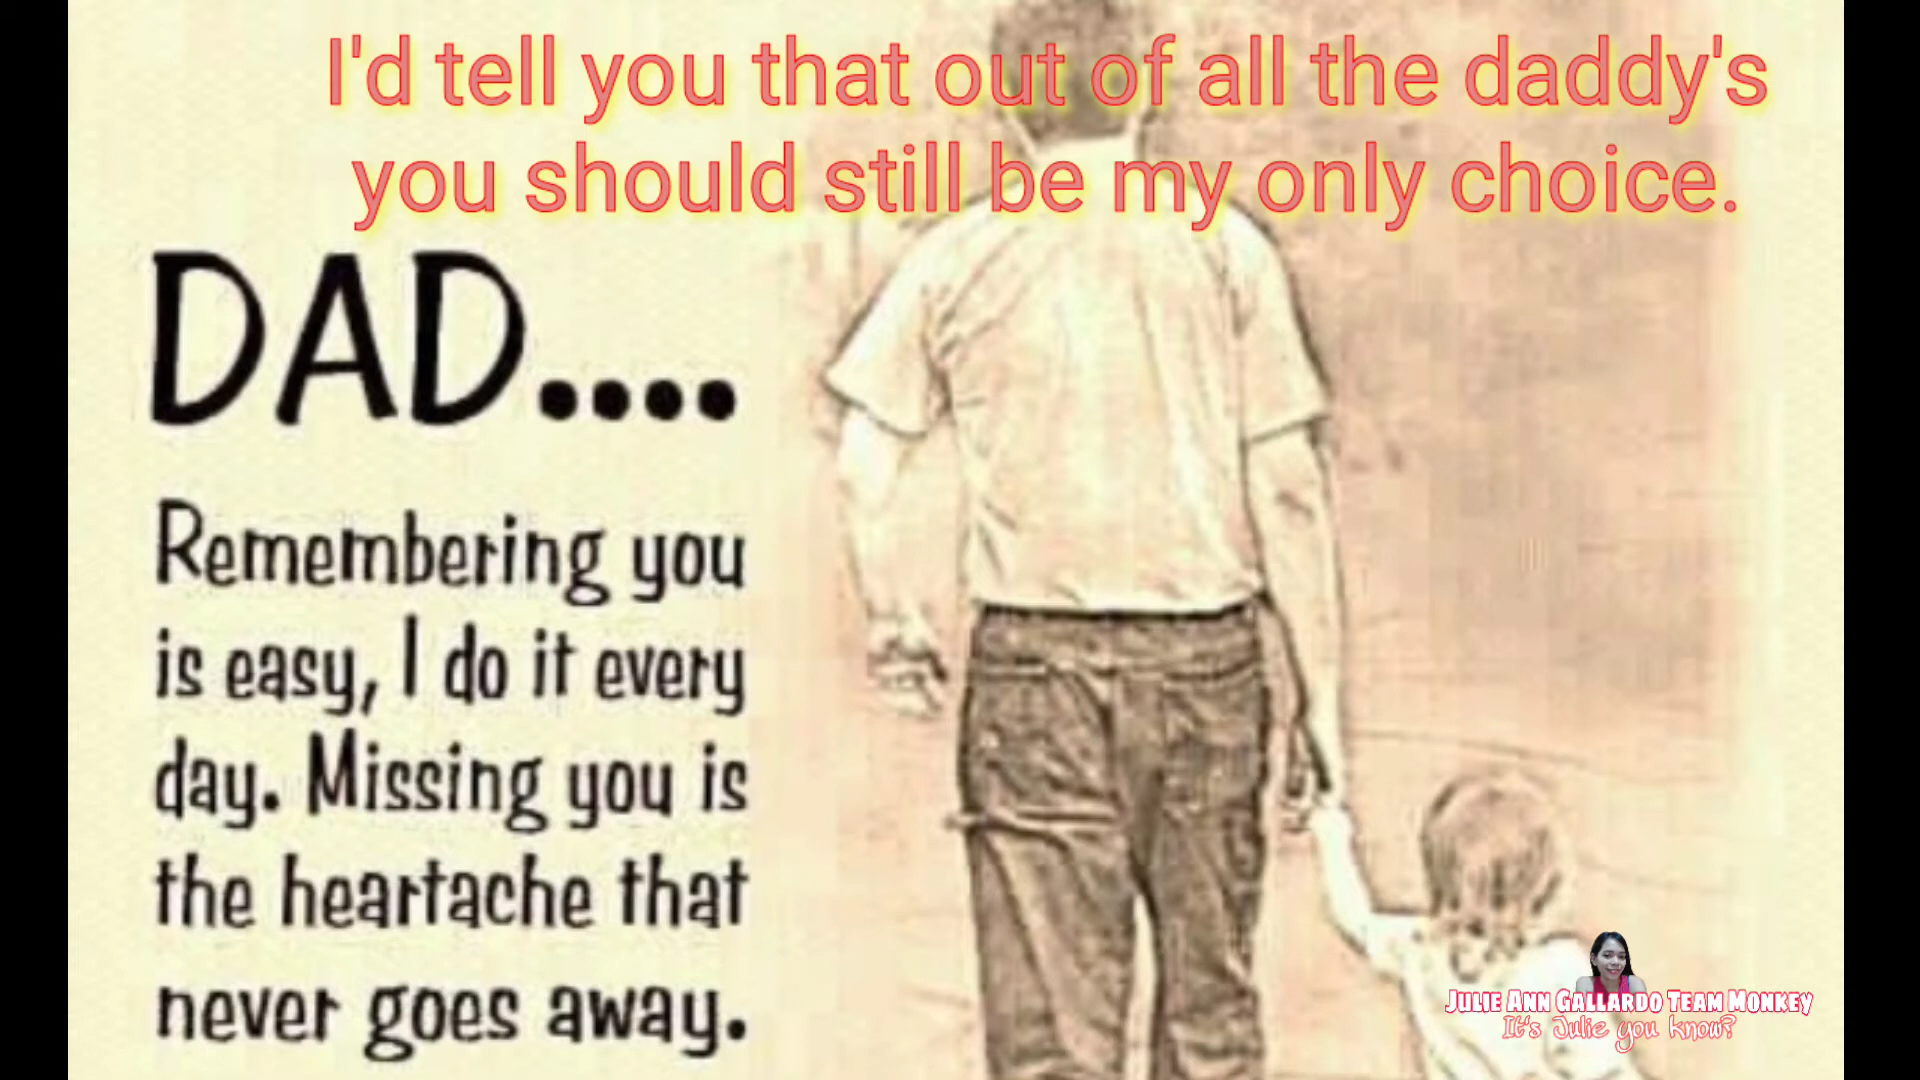 I'd tell you that out of all the daddy's
you should still be my only choice.
DAD....
Remembering you
is easy, I do it every
day. Missing you is
the heartache that
never goes away.
JULIE ANN GALLARDO TEAM MONKEY
It's Julie you know?